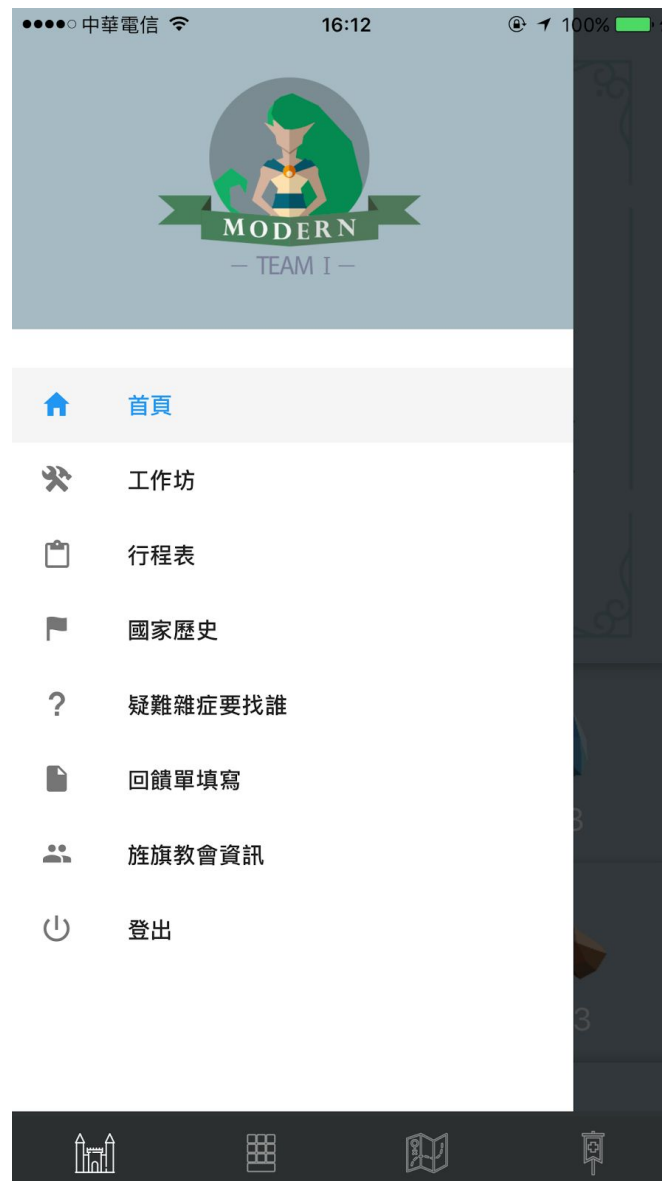 中華電信
16:12
100%
MODERN
— TEAM I —
首頁
工作坊
行程表
國家歷史
?
疑難雜症要找誰
回饋單填寫
旌旗教會資訊
登出
3
3